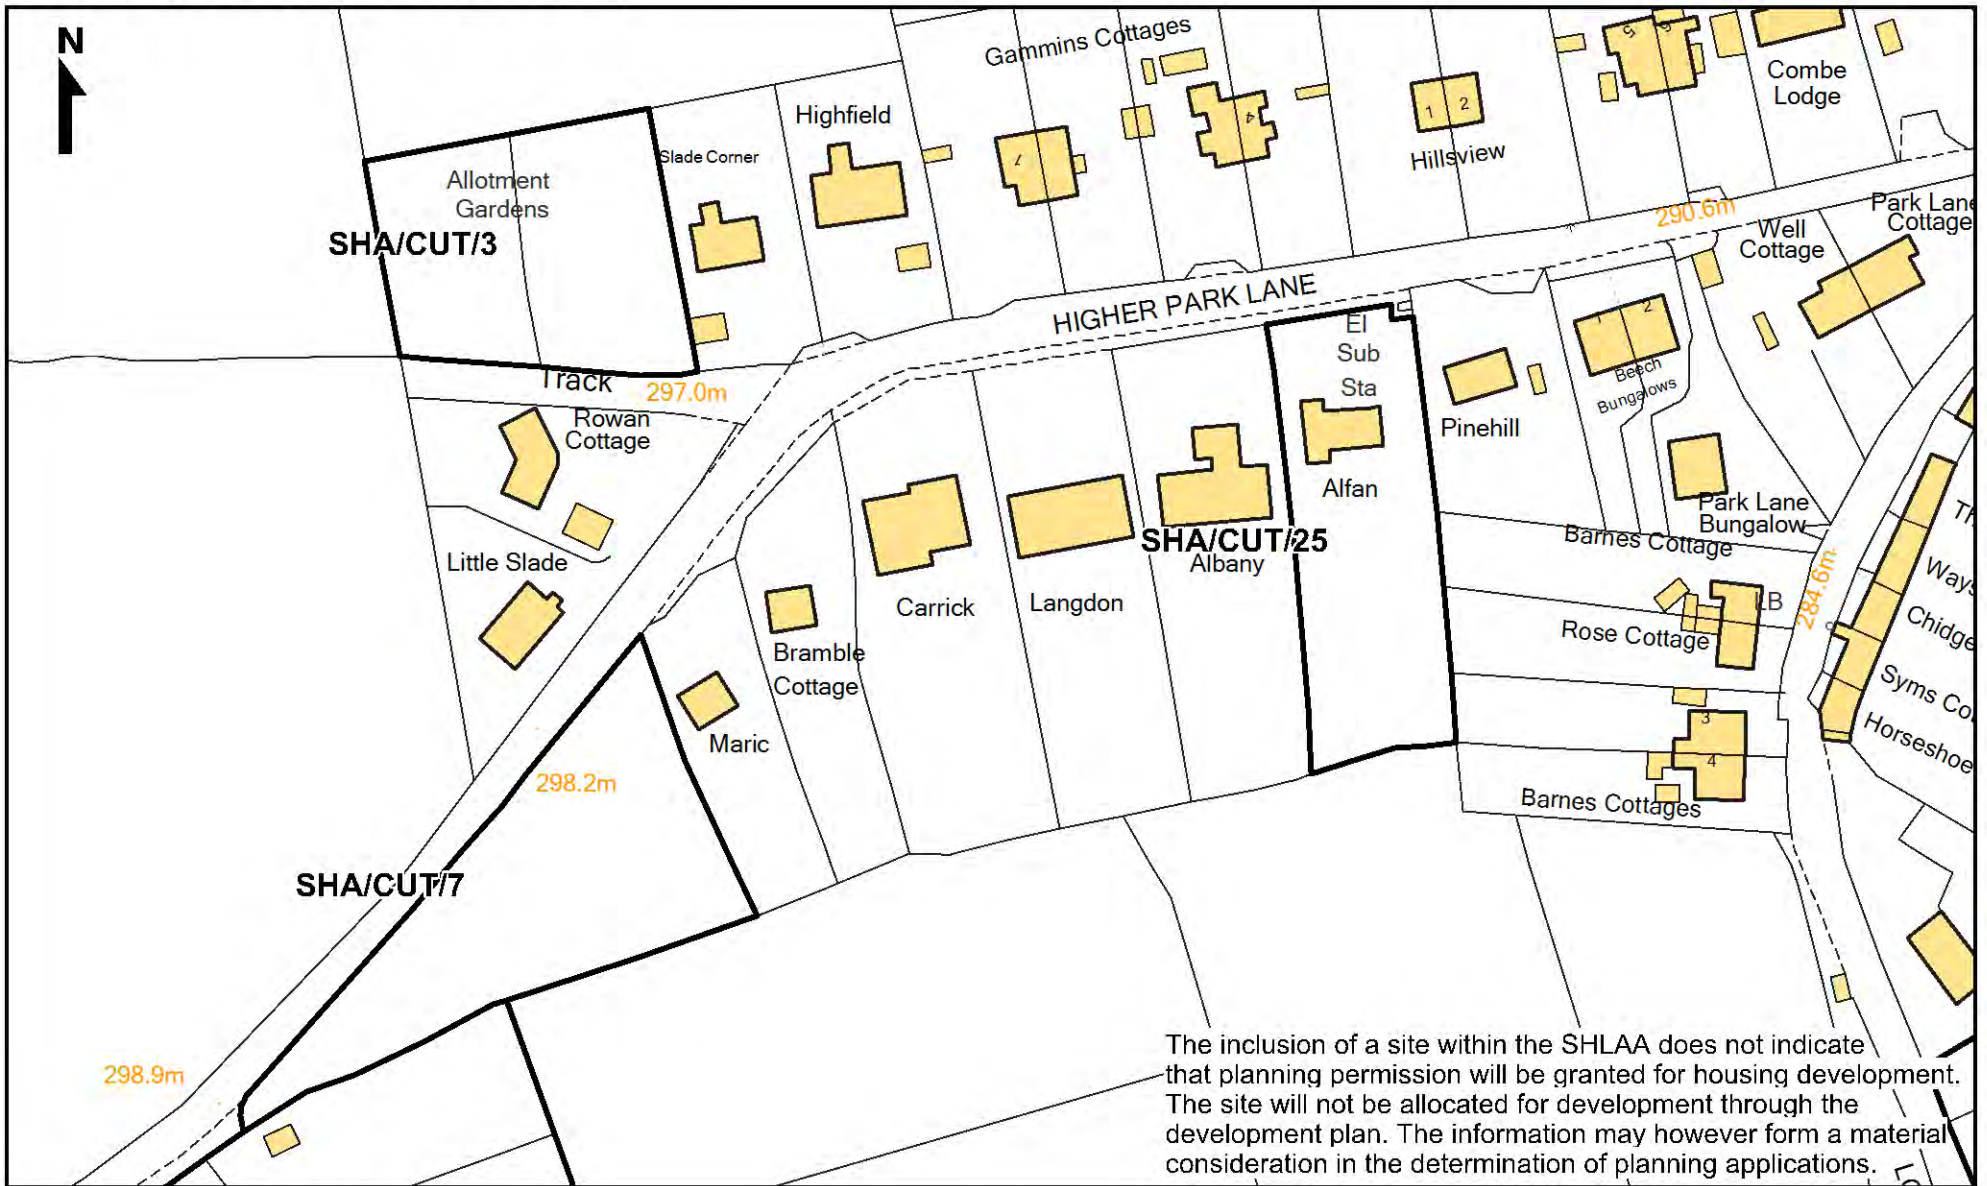 N
Gammins Cottages
Combe
Lodge
Highfield
Slade Corner
Hillsview
Allotment
Gardens
SHA/CUT/3
1
4
1
2
5
6
290.6m
Well
Cottage
Park Lane
Cottage
HIGHER PARK LANE
El
Sub
Sta
Track
297.0m
Rowan
Cottage
1
2
Beech
Bungalows
Pinehill
Alfan
Park Lane
Bungalow
Little Slade
SHA/CUT/25
Albany
Barnes Cottage
284.6m
Carrick
Langdon
LB
Rose Cottage
Bramble
Cottage
Maric
3
4
Barnes Cottages
Horseshoe
298.2m
SHA/CUT/7
298.9m
The inclusion of a site within the SHLAA does not indicate
that planning permission will be granted for housing development.
The site will not be allocated for development through the
development plan. The information may however form a material
consideration in the determination of planning applications.